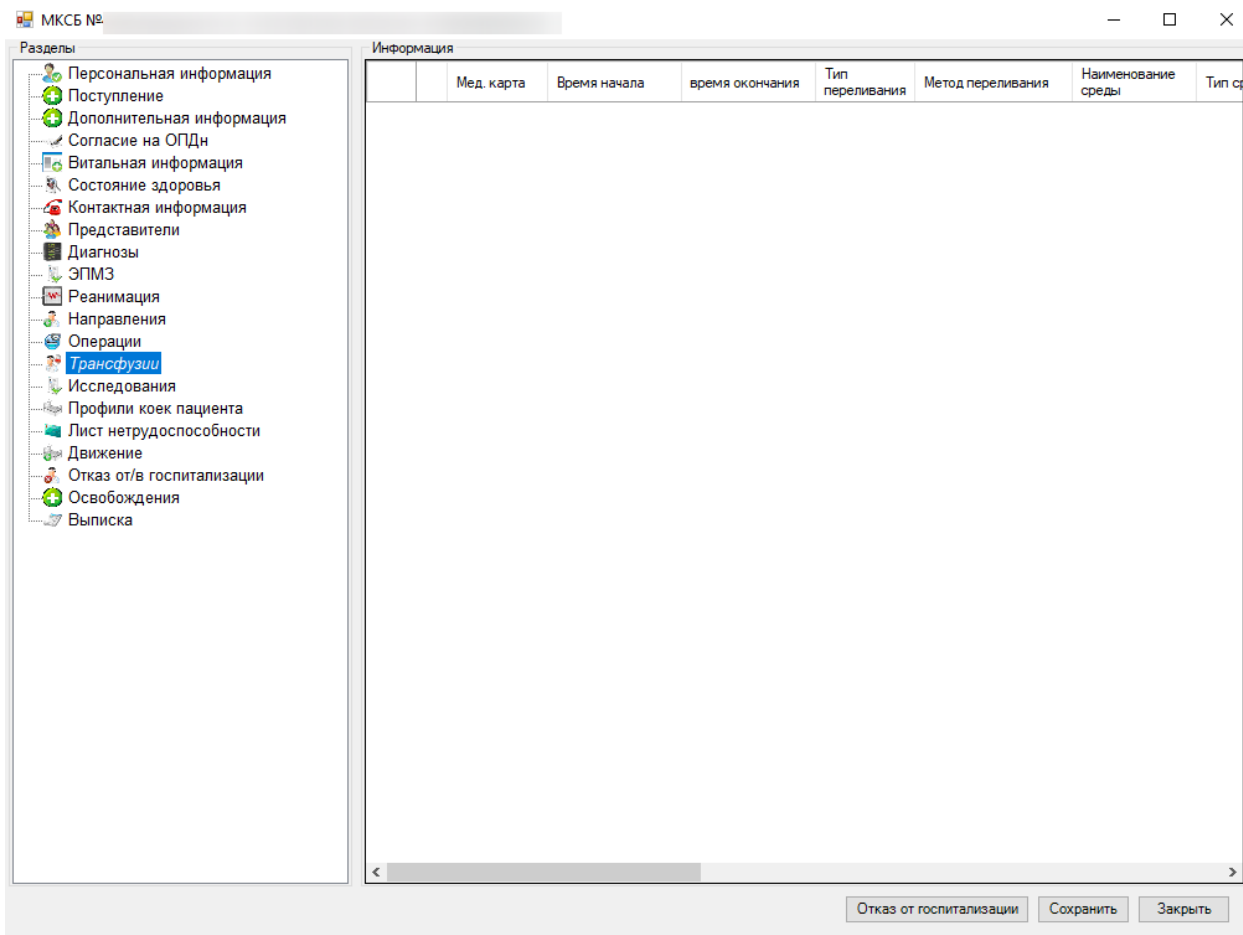 МКСБ №
Разделы
Персональная информация
Поступление
Дополнительная информация
Согласие на ОПДн
Витальная информация
Состояние здоровья
Контактная информация
Представители
Диагнозы
ЭПМЗ
Реанимация
Направления
Операции
Трансфузии
Исследования
Профили коек пациента
Лист нетрудоспособности
Движение
Отказ от/в госпитализации
Освобождения
Выписка
Информация
Мед. карта
Время начала
время окончания
Тип
переливания
Метод переливания
Наименование
среды
Тип
Отказ от госпитализации
Сохранить
Закрыть